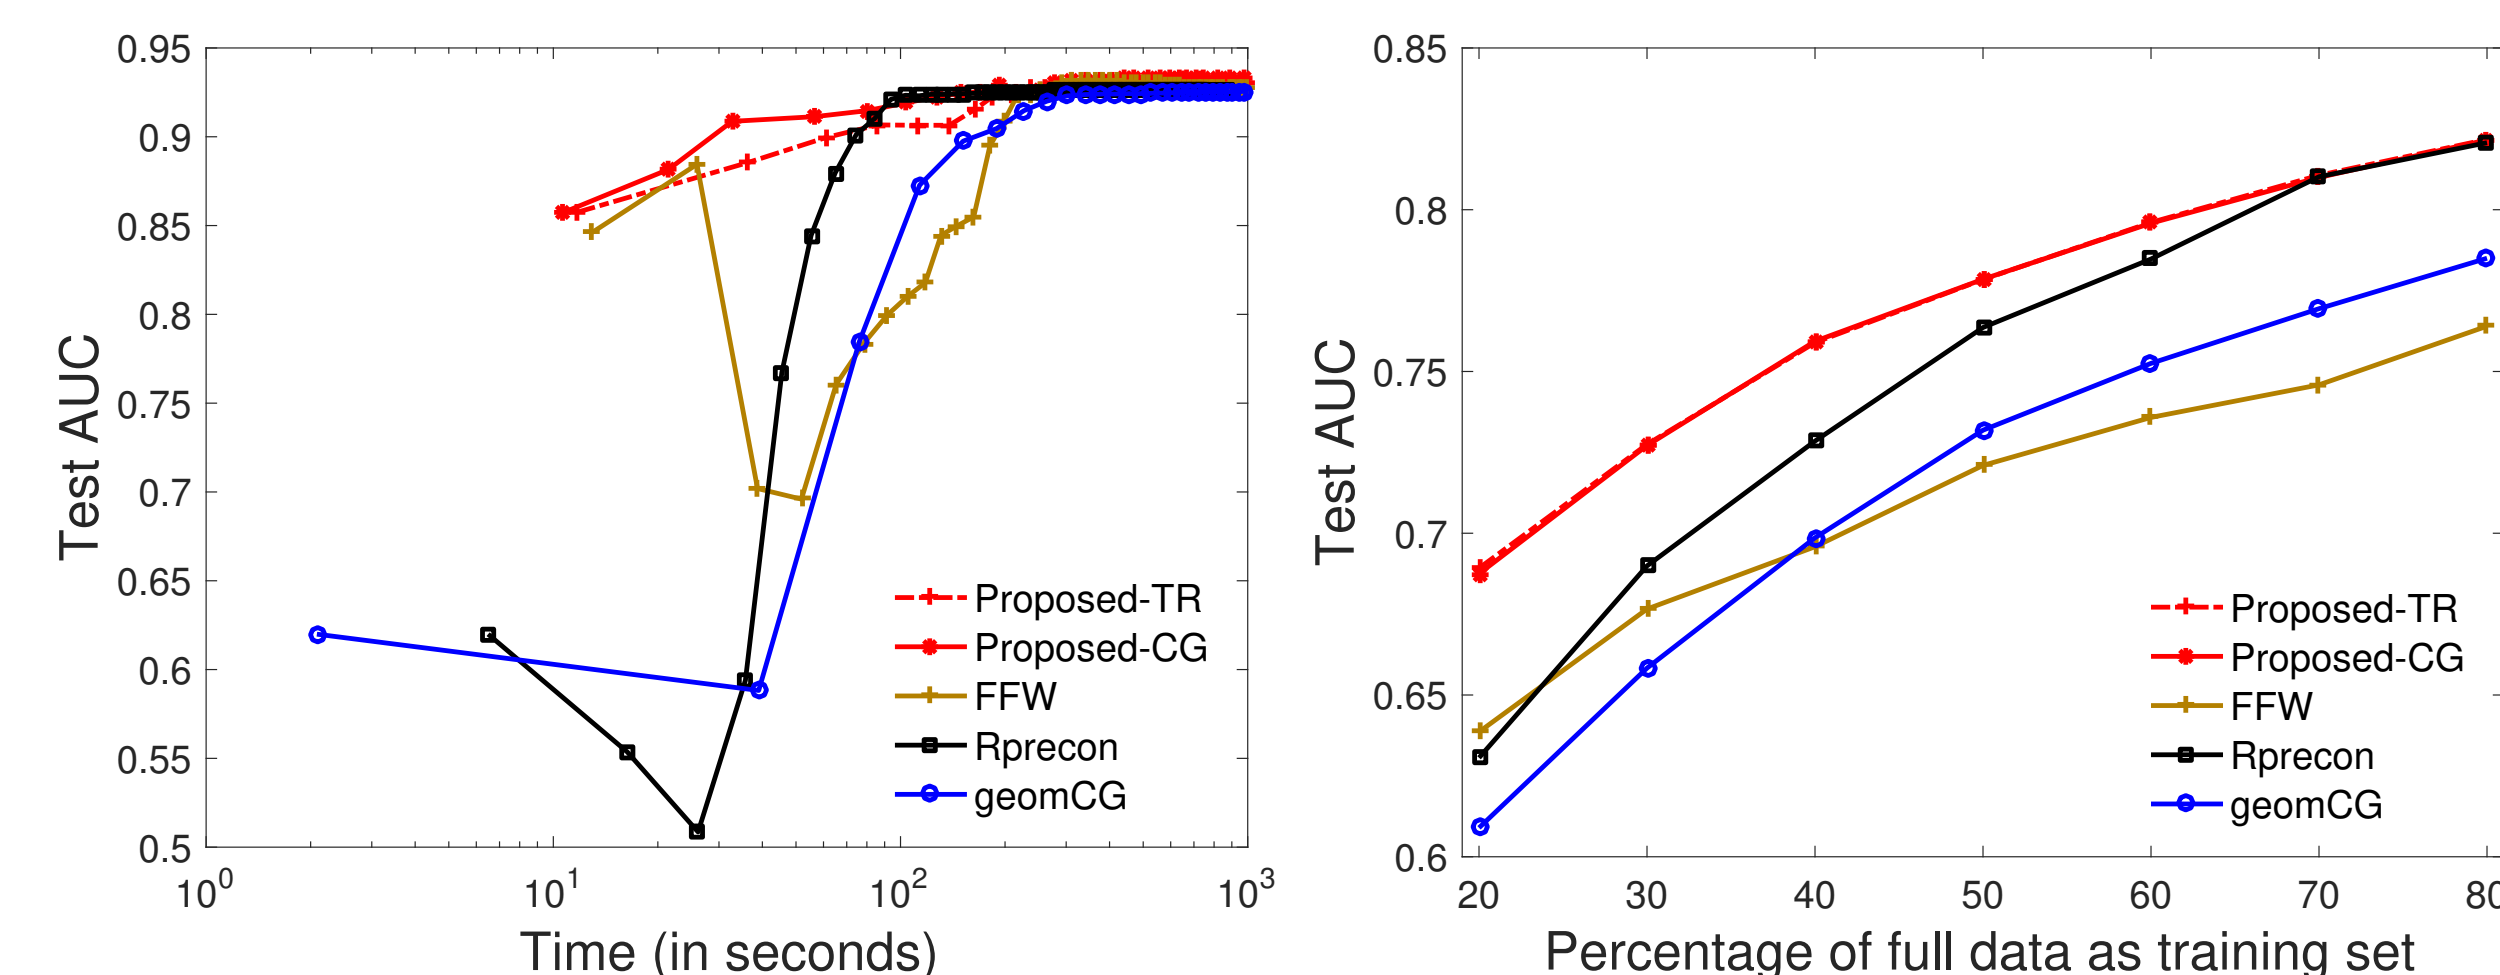 0.95
0.9
0.85
0.8
0.75
0.7
0.65
0.6
0.55
0.5
Test AUC
10^0 10^1 10^2 10^3
Time (in seconds)
Proposed-TR
Proposed-CG
FFW
Rprecon
geomCG
0.85
0.8
0.75
0.7
0.65
0.6
Test AUC
20 30 40 50 60 70 80
Percentage of full data as training set
Proposed-TR
Proposed-CG
FFW
Rprecon
geomCG